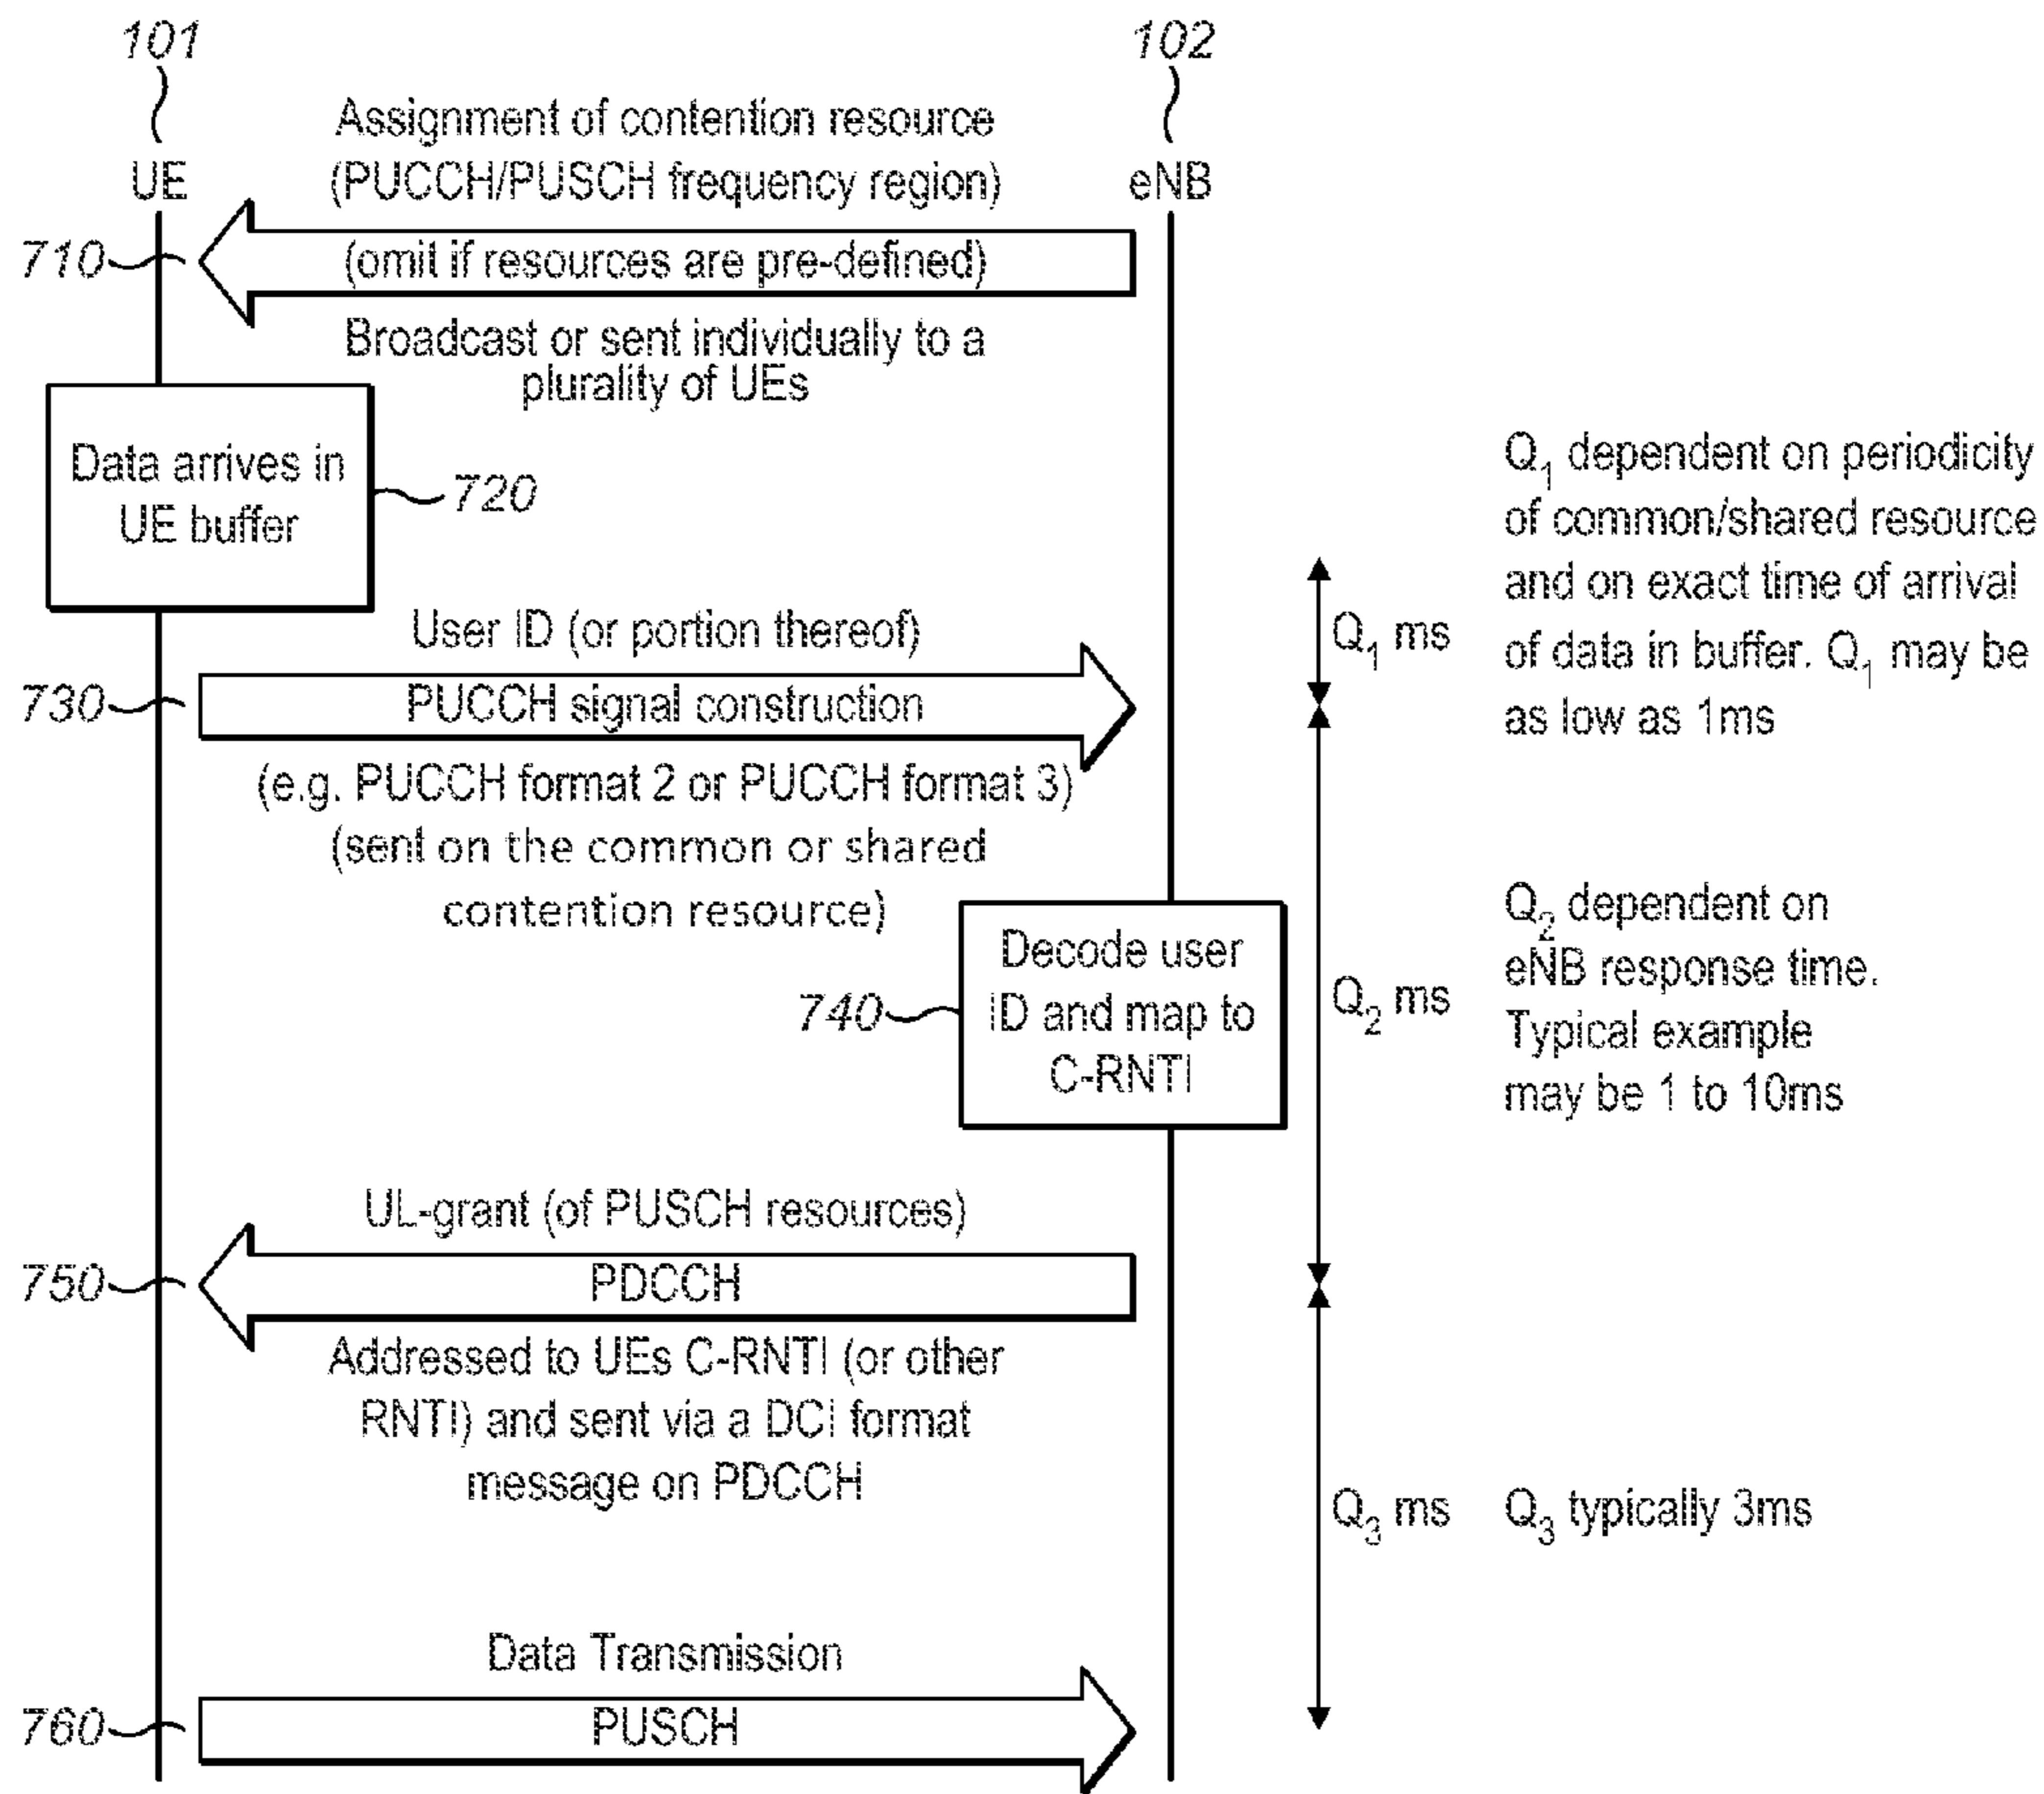 101
102
Assignment of contention resource
UE
(PUCCH/PUSCH frequency region)
eNB
710
(omit if resources are pre-defined)
Broadcast or sent individually to a
plurality of UEs
Data arrives in
UE buffer
720
Q1 dependent on periodicity
of common/shared resource
and on exact time of arrival
of data in buffer. Q1 may be
as low as 1ms
Q1 ms
User ID (or portion thereof)
730
PUCCH signal construction
(e.g. PUCCH format 2 or PUCCH format 3)
(sent on the common or shared
contention resource)
Decode user
ID and map to
C-RNTI
740
Q2 ms
Q2 dependent on
eNB response time.
Typical example
may be 1 to 10ms
UL-grant (of PUSCH resources)
750
PDCCH
Addressed to UEs C-RNTI (or other
RNTI) and sent via a DCI format
message on PDCCH
Q3 ms
Q3 typically 3ms
Data Transmission
760
PUSCH